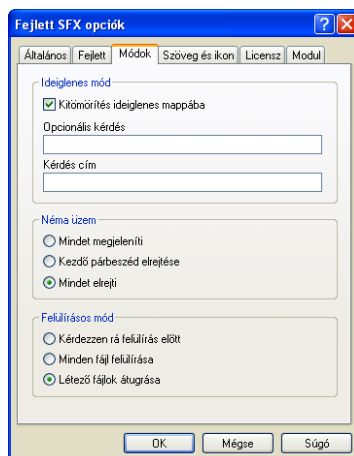 Fejlett SFX opciók
Általános Fejlett Módok Szöveg és ikon Licensz Modul
Ideiglenes mód
Kitömörítés ideiglenes mappába
Opcionális kérdés
Kérdés cím
Néma üzem
Mindet megjeleníti
Kezdő párbeszéd elrejtése
Mindet elrejti
Felülírásos mód
Kérdezzen rá felülírás előtt
Minden fájl felülírása
Létező fájlok átugrása
OK Mégse Súgó